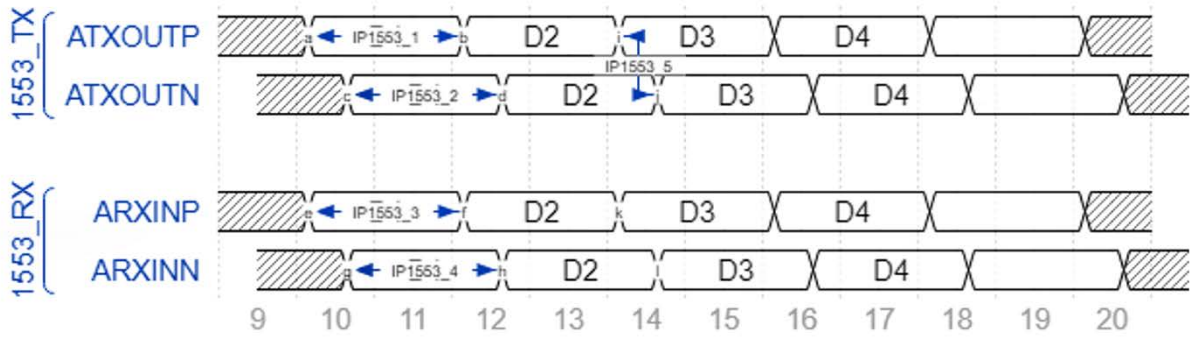 1553_TX
ATXOUTP a IP1553_1 b D2 i D3 D4
IP1553_5
ATXOUTN c IP1553_2 d D2 j D3 D4
1553_RX
ARXINP e IP1553_3 f D2 k D3 D4
ARXINN g IP1553_4 h D2 l D3 D4
9 10 11 12 13 14 15 16 17 18 19 20